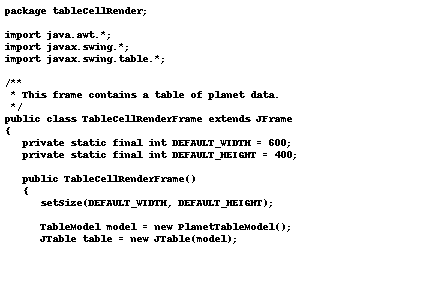 package tableCellRender;
import java.awt.*;
import javax.swing.*;
import javax.swing.table.*;
/**
 * This frame contains a table of planet data.
 */
public class TableCellRenderFrame extends JFrame
{
   private static final int DEFAULT_WIDTH = 600;
   private static final int DEFAULT_HEIGHT = 400;
   public TableCellRenderFrame()
   {
      setSize(DEFAULT_WIDTH, DEFAULT_HEIGHT);
      TableModel model = new PlanetTableModel();
      JTable table = new JTable(model);